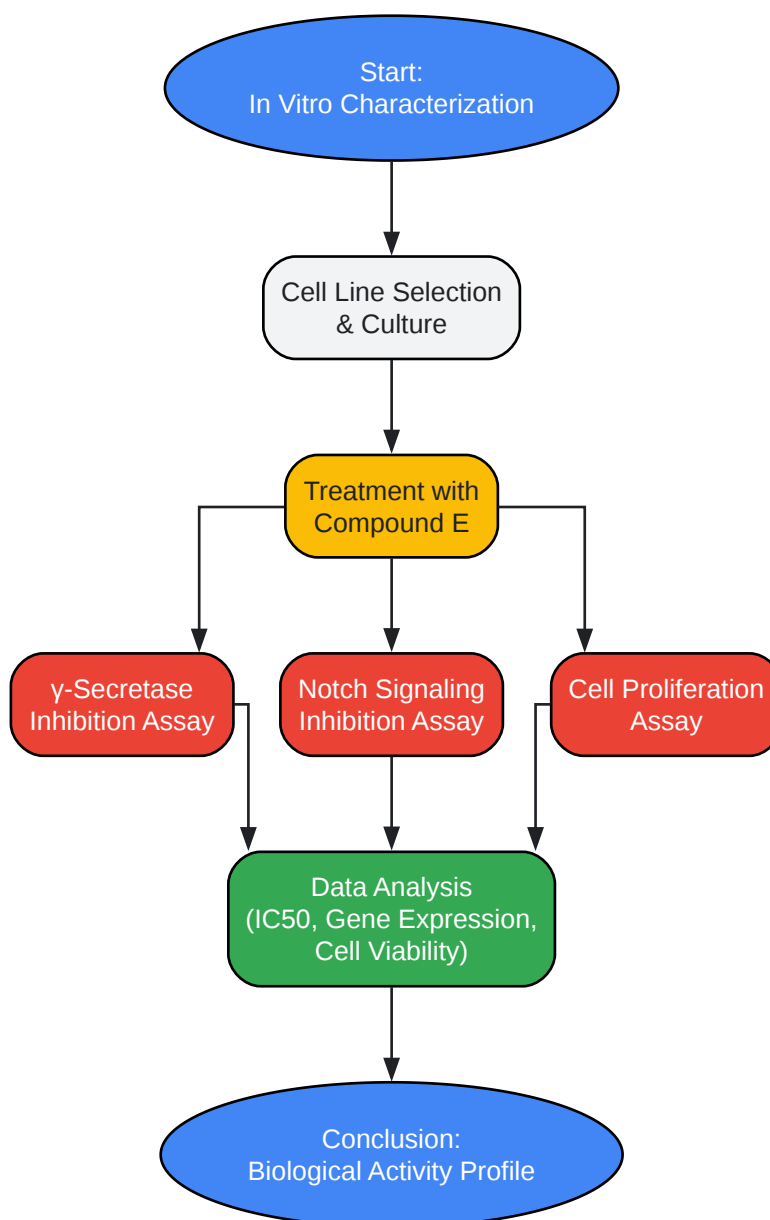 Start:
In Vitro Characterization
Cell Line Selection
& Culture
Treatment with
Compound E
γ-Secretase
Inhibition Assay
Notch Signaling
Inhibition Assay
Cell Proliferation
Assay
Data Analysis
(IC50, Gene Expression,
Cell Viability)
Conclusion:
Biological Activity Profile